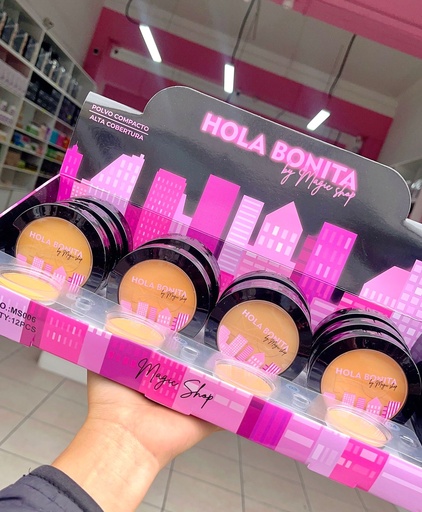 POLVO COMPACTO
ALTA COBERTURA
HOLA BONITA
by Magic Shop
HOLA BONITA
by Magic Shop
HOLA BONITA
by Magic Shop
HOLA BONITA
by Magic Shop
HOLA BONITA
by Magic Shop
O.:MS006
TY:12PCS
Magic Shop